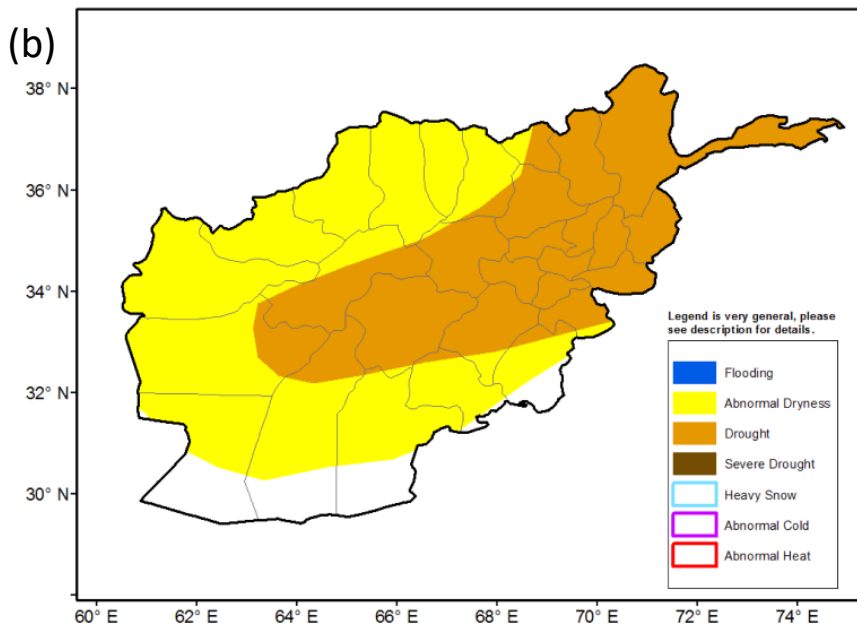 (b)
38° N
36° N
34° N
32° N
30° N
Legend is very general, please
see description for details.
Flooding
Abnormal Dryness
Drought
Severe Drought
Heavy Snow
Abnormal Cold
Abnormal Heat
60° E 62° E 64° E 66° E 68° E 70° E 72° E 74° E